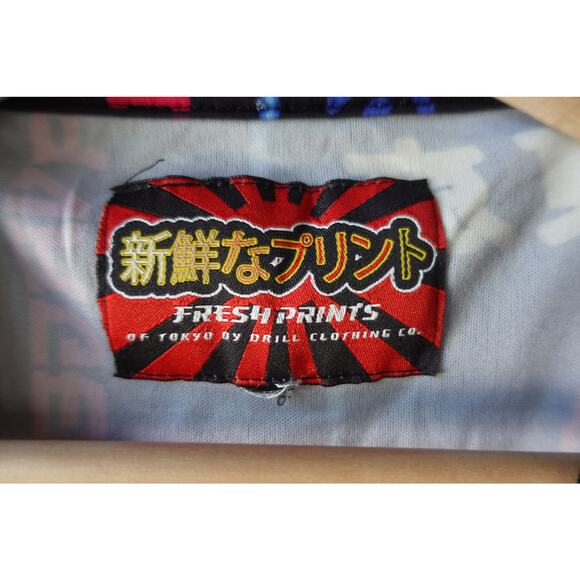 新鮮なプリント
FRESH PRINTS
OF TOKYO BY DRILL CLOTHING CO.